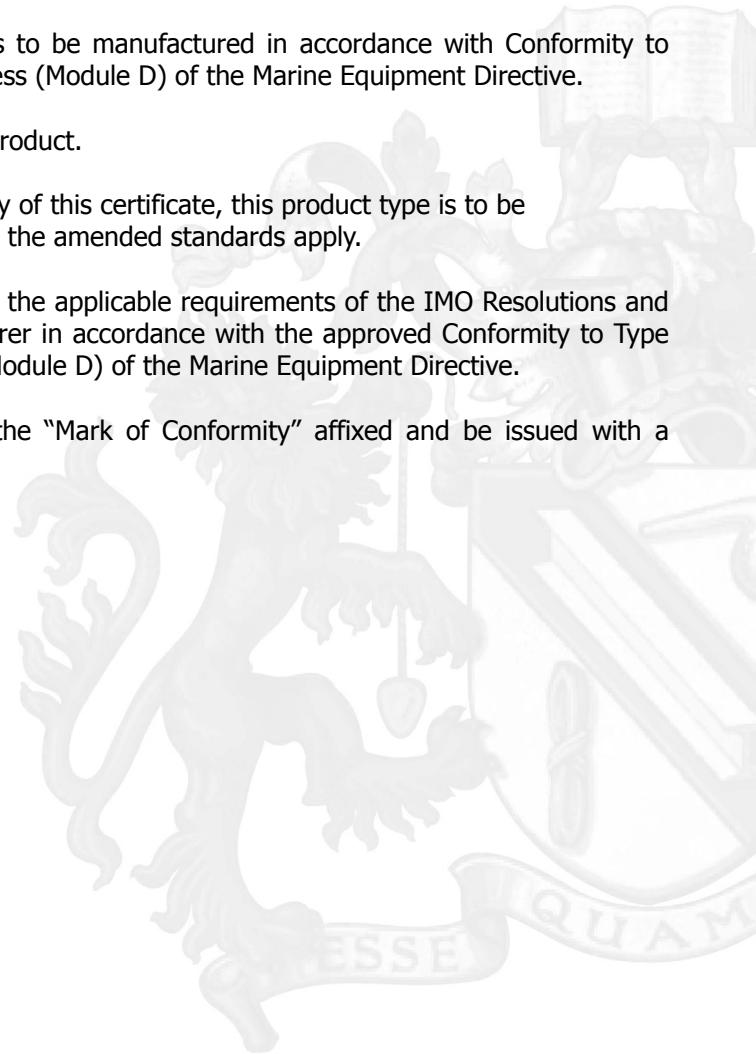 s to be manufactured in accordance with Conformity to
ess (Module D) of the Marine Equipment Directive.
roduct.
y of this certificate, this product type is to be
the amended standards apply.
the applicable requirements of the IMO Resolutions and
rer in accordance with the approved Conformity to Type
Module D) of the Marine Equipment Directive.
the “Mark of Conformity” affixed and be issued with a
ESSE
QUAM